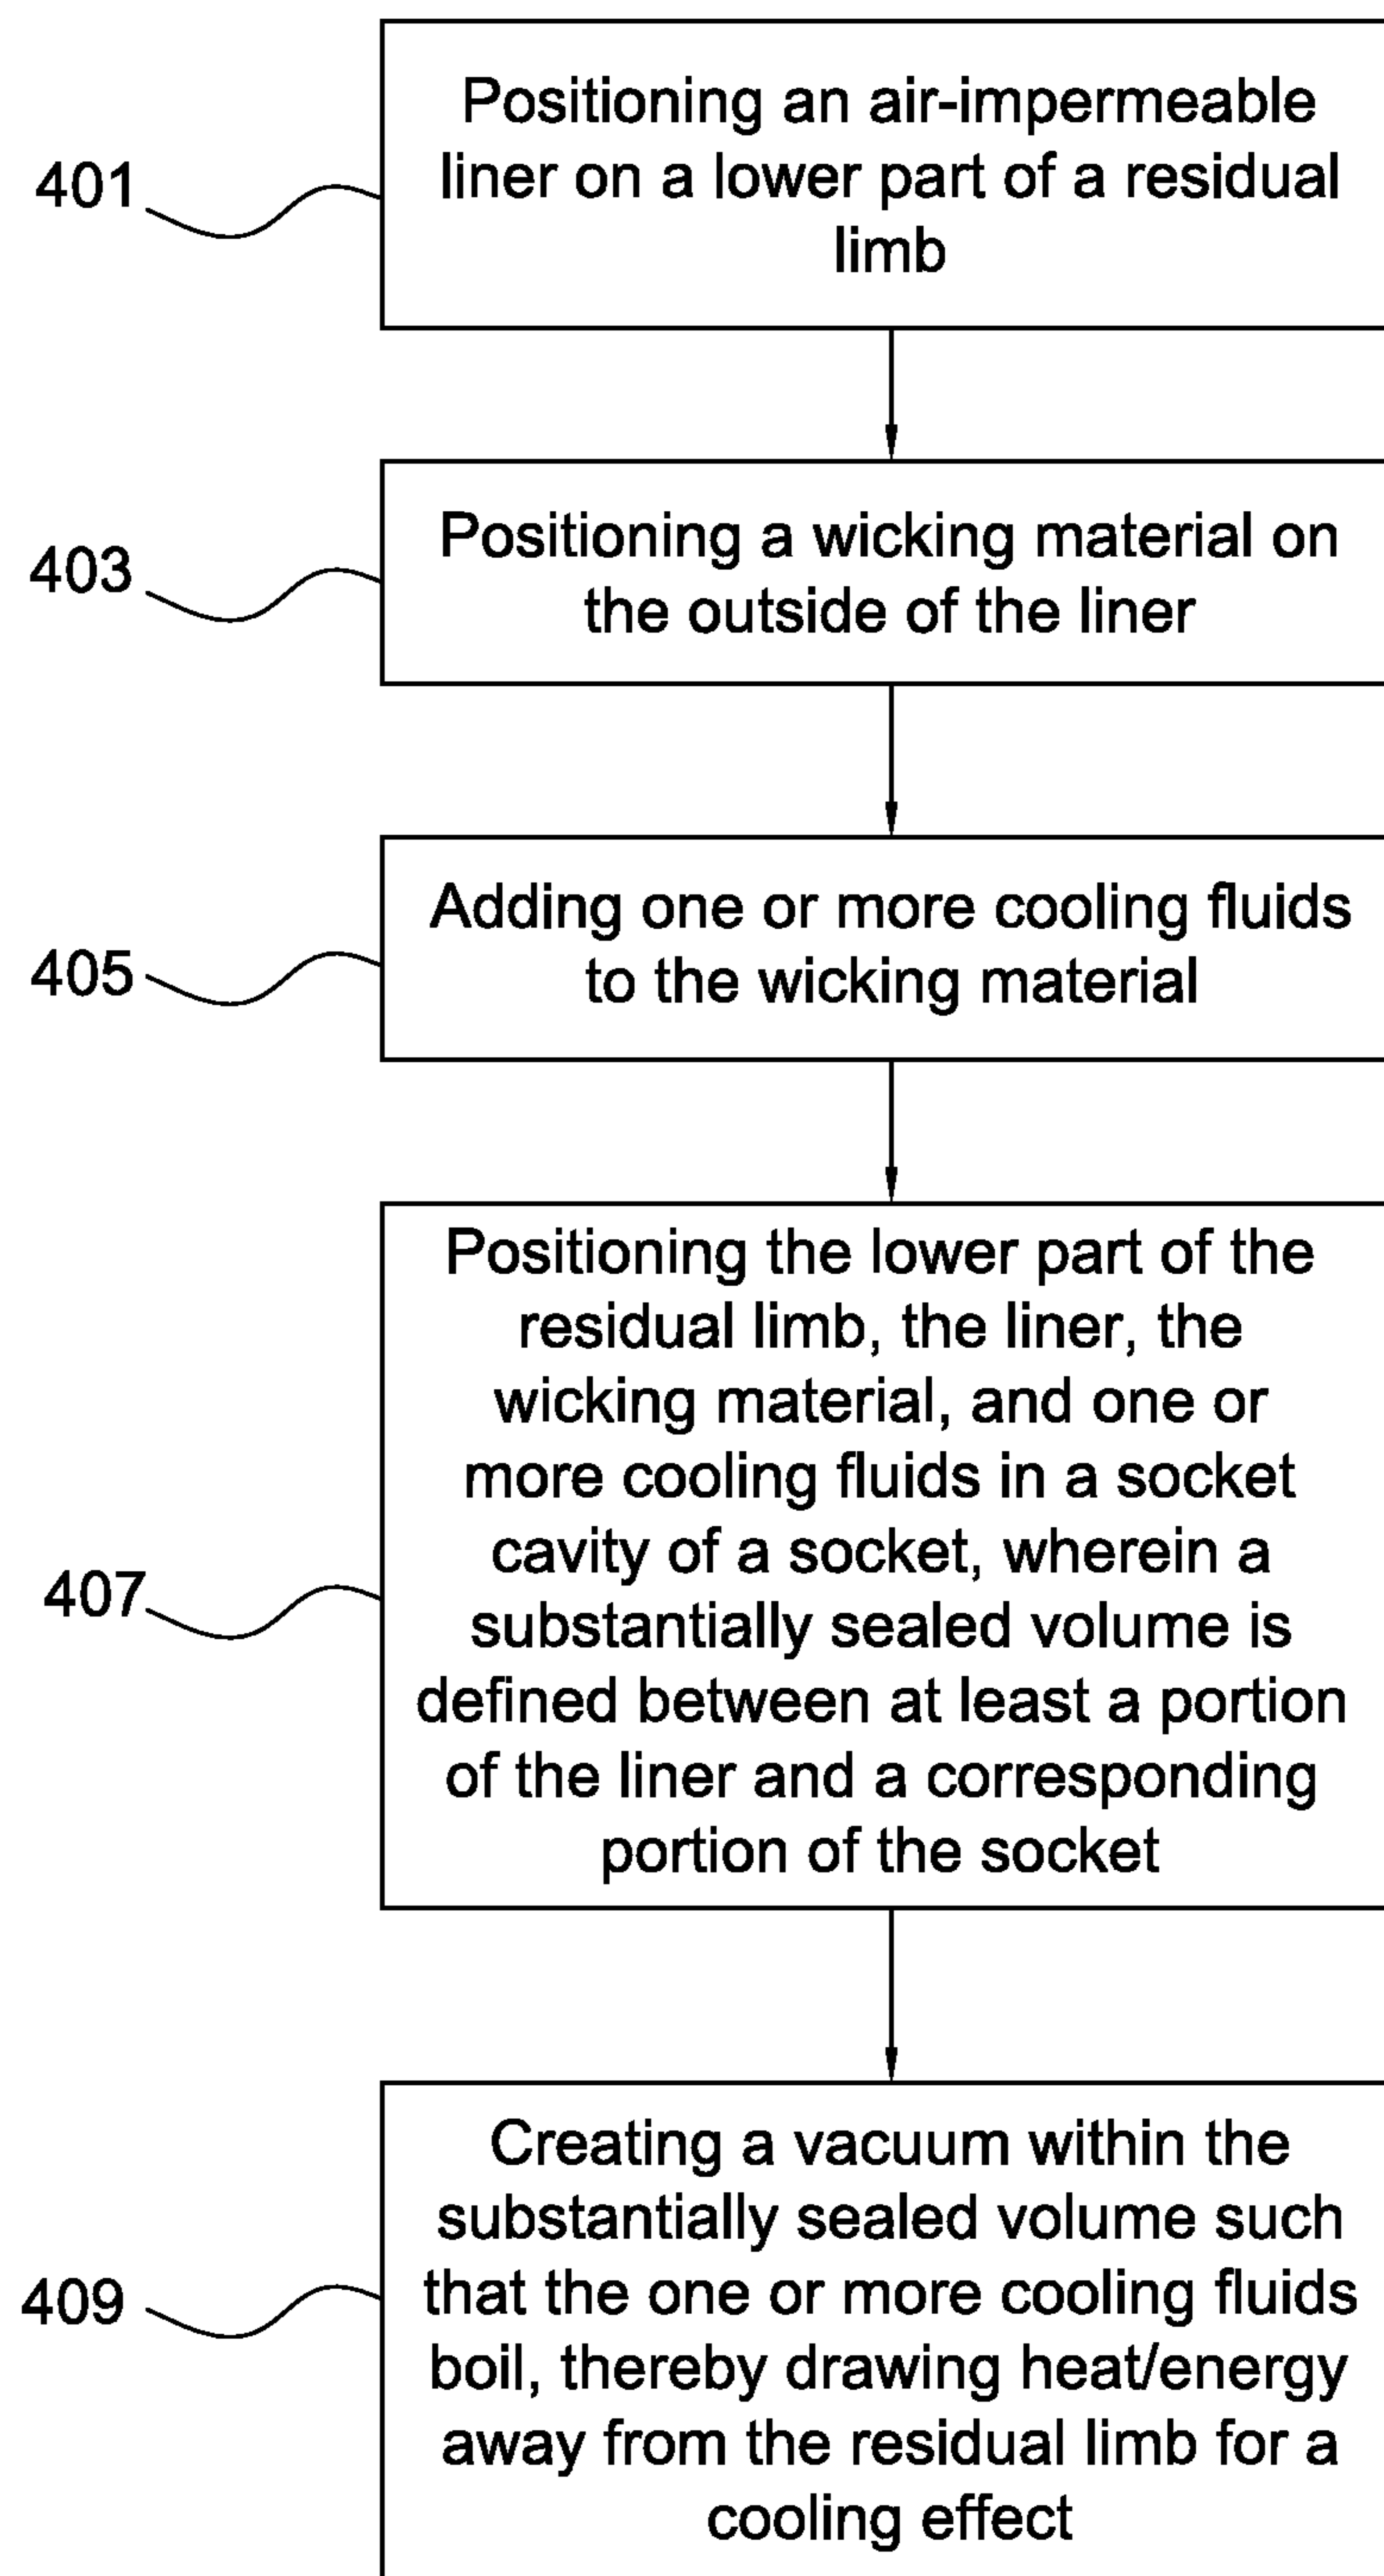 Positioning an air-impermeable
liner on a lower part of a residual
limb
401
Positioning a wicking material on
the outside of the liner
403
Adding one or more cooling fluids
to the wicking material
405
Positioning the lower part of the
residual limb, the liner, the
wicking material, and one or
more cooling fluids in a socket
cavity of a socket, wherein a
substantially sealed volume is
defined between at least a portion
of the liner and a corresponding
portion of the socket
407
Creating a vacuum within the
substantially sealed volume such
that the one or more cooling fluids
boil, thereby drawing heat/energy
away from the residual limb for a
cooling effect
409